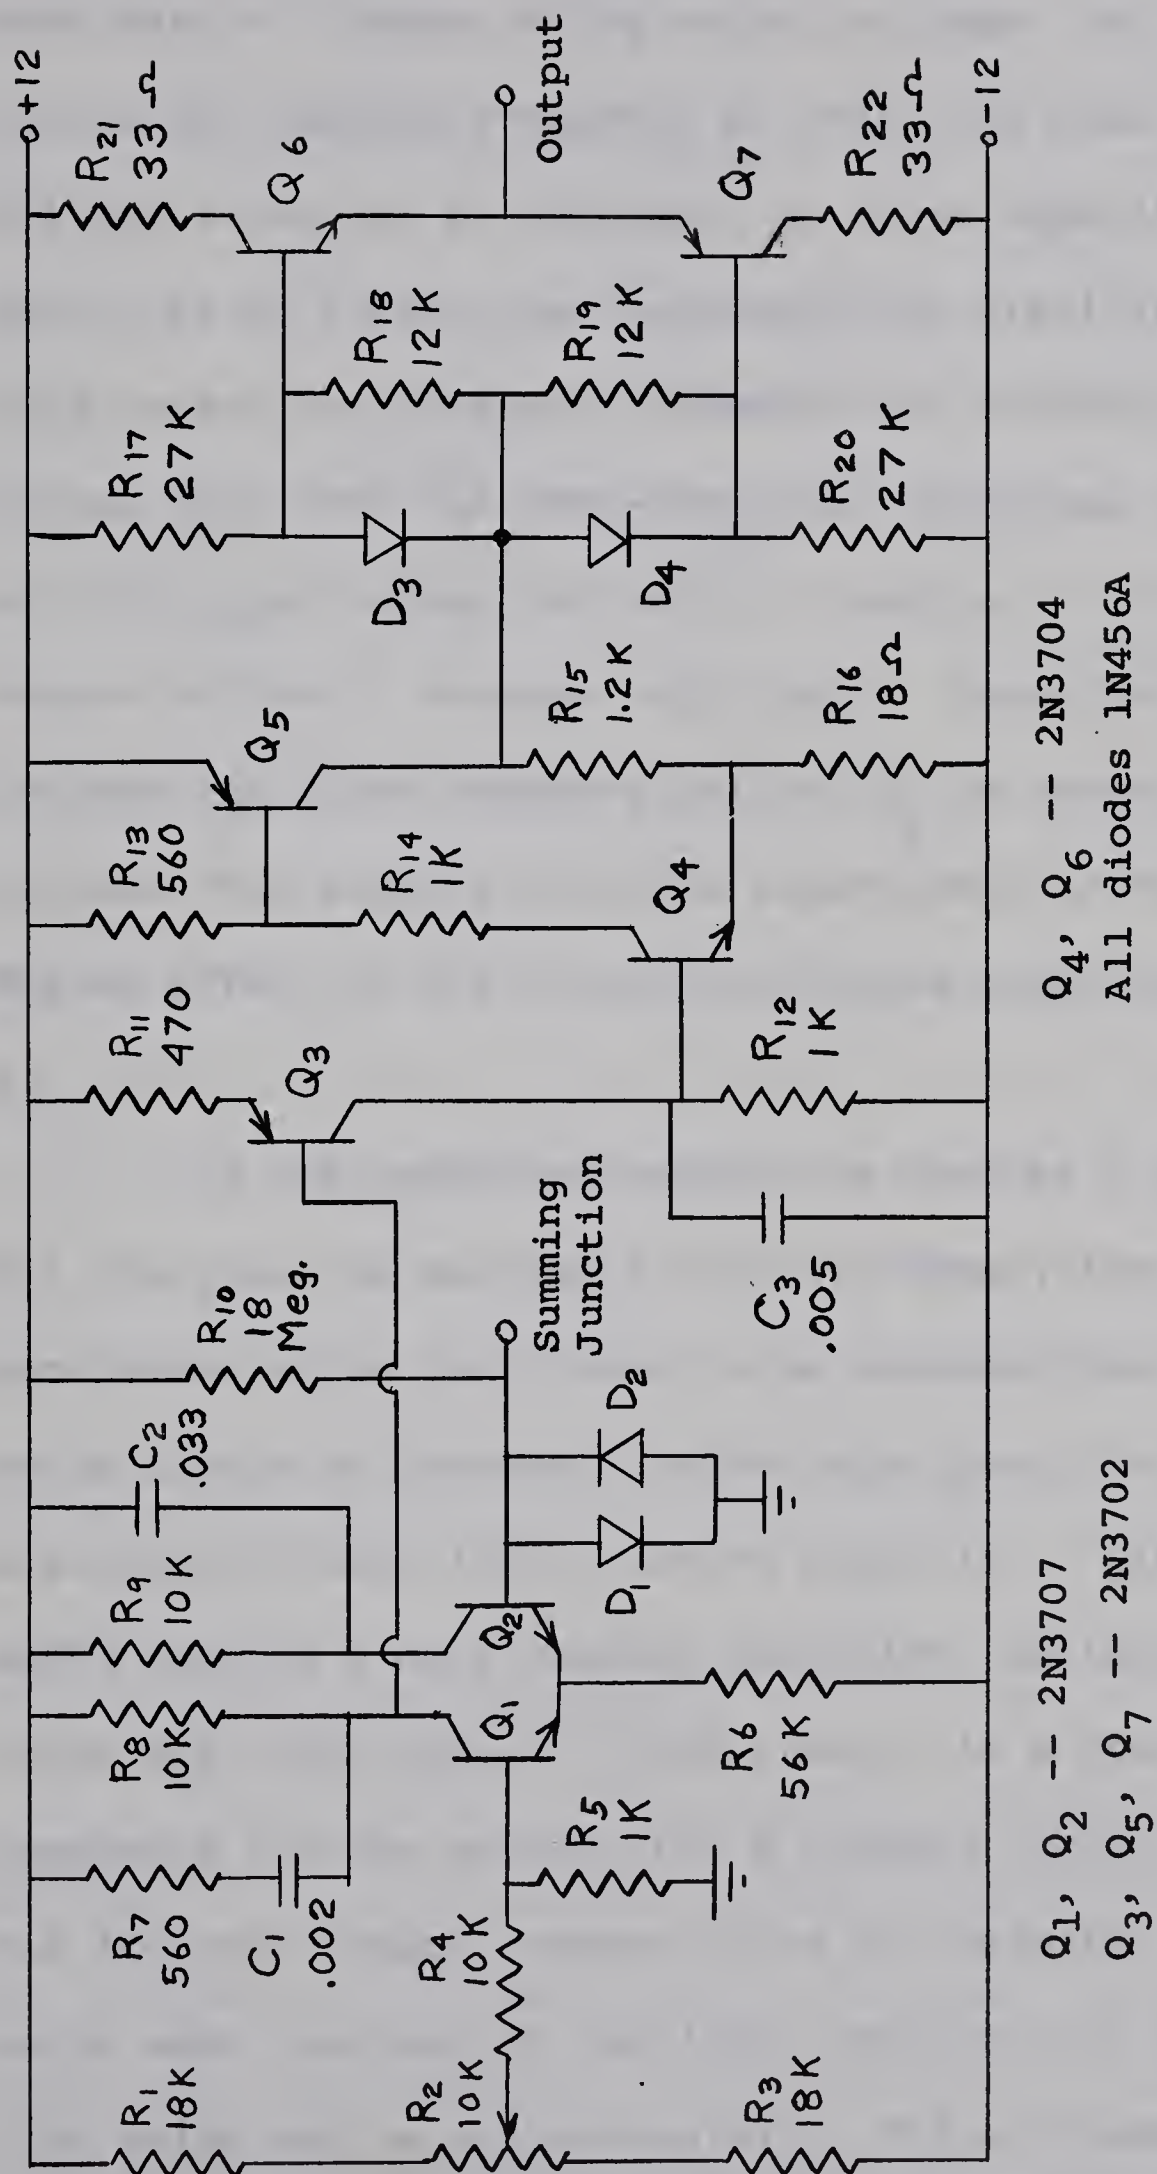 +12
R1
18K
R2
10K
R3
18K
R4
10K
R5
1K
R6
56K
R7
560
C1
.002
R8
10K
R9
10K
C2
.033
R10
18
Meg.
Q1
Q2
D1
D2
Summing
Junction
R11
470
Q3
C3
.005
R12
1K
R13
560
R14
1K
Q4
Q5
R15
1.2K
R16
18Ω
R17
27K
D3
D4
R18
12K
R19
12K
R20
27K
R21
33Ω
Q6
Output
Q7
R22
33Ω
-12
Q1, Q2 -- 2N3707
Q3, Q5, Q7 -- 2N3702
Q4, Q6 -- 2N3704
All diodes 1N456A